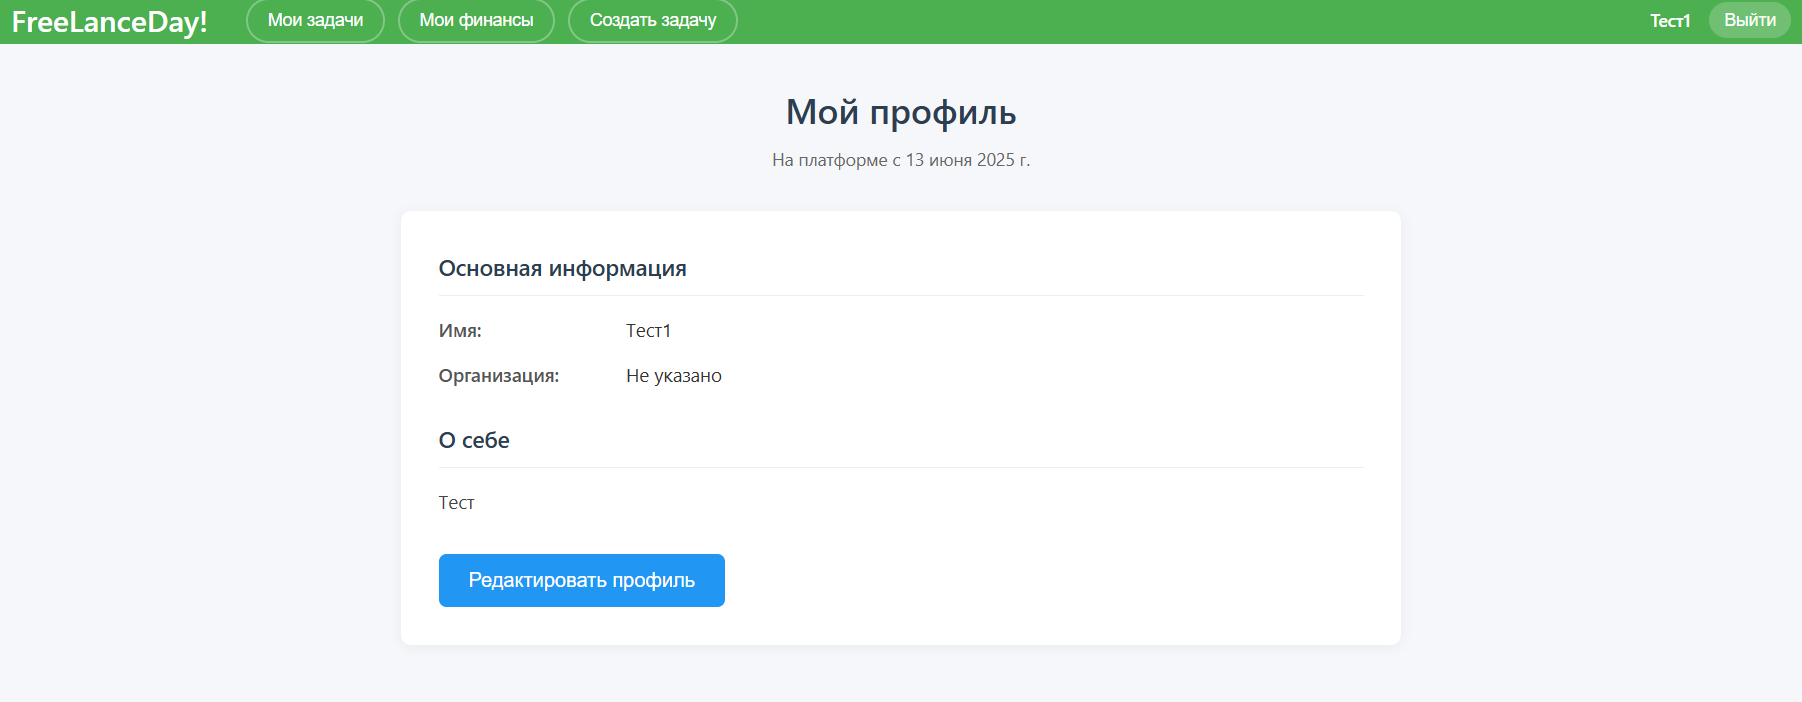 FreeLanceDay! Мои задачи Мои финансы Создать задачу Тест1 Выйти
Мой профиль
На платформе с 13 июня 2025 г.
Основная информация
Имя: Тест1
Организация: Не указано
О себе
Тест
Редактировать профиль